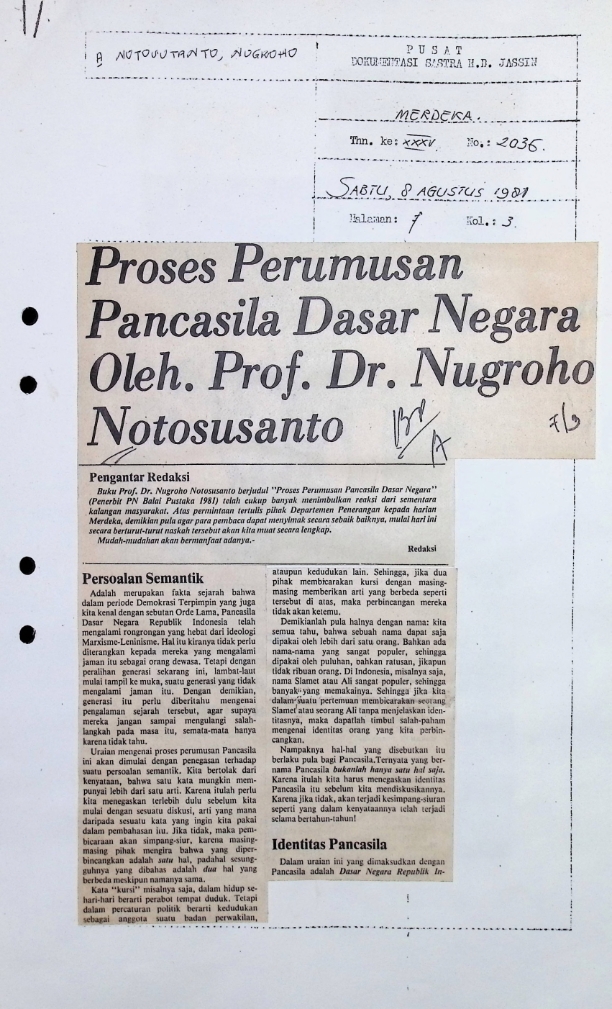 17.
A NOTOSUTANTO, NUGROHO
PUSAT
DOKUMENTASI SASTRA H.B. JASSIN
MERDEKA.
Thn. ke: XXXV No.: 2036.
SABTU, 8 AGUSTUS 1981
Halaman: 7 Kol.: 3
Proses Perumusan
Pancasila Dasar Negara
Oleh. Prof. Dr. Nugroho
Notosusanto
7/9
Pengantar Redaksi
Buku Prof. Dr. Nugroho Notosusanto berjudul "Proses Perumusan Pancasila Dasar Negara"
(Penerbit PN Balai Pustaka 1981) telah cukup banyak menimbulkan reaksi dari sementara
kalangan masyarakat. Atas permintaan tertulis pihak Departemen Penerangan kepada harian
Merdeka, demikian pula agar para pembaca dapat menyimak secara sebaik baiknya, mulai hari ini
secara berturut-turut naskah tersebut akan kita muat secara lengkap.
Mudah-mudahan akan bermanfaat adanya.-
Redaksi
Persoalan Semantik
Adalah merupakan fakta sejarah bahwa
dalam periode Demokrasi Terpimpin yang juga
kita kenal dengan sebutan Orde Lama, Pancasila
Dasar Negara Republik Indonesia telah
mengalami rongrongan yang hebat dari ideologi
Marxisme-Leninisme. Hal itu kiranya tidak perlu
diterangkan kepada mereka yang mengalami
jaman itu sebagai orang dewasa. Tetapi dengan
peralihan generasi sekarang ini, lambat-laut
mulai tampil ke muka, suatu generasi yang tidak
mengalami jaman itu. Dengan demikian,
generasi itu perlu diberitahu mengenai
pengalaman sejarah tersebut, agar supaya
mereka jangan sampai mengulangi salah-
langkah pada masa itu, semata-mata hanya
karena tidak tahu.
Uraian mengenai proses perumusan Pancasila
ini akan dimulai dengan penegasan terhadap
suatu persoalan semantik. Kita bertolak dari
kenyataan, bahwa satu kata mungkin mem-
punyai lebih dari satu arti. Karena itulah perlu
kita menegaskan terlebih dulu sebelum kita
mulai dengan sesuatu diskusi, arti yang mana
daripada sesuatu kata yang ingin kita pakai
dalam pembahasan itu. Jika tidak, maka pem-
bicaraan akan simpang-siur, karena masing-
masing pihak mengira bahwa yang diper-
bincangkan adalah satu hal, padahal sesung-
guhnya yang dibahas adalah dua hal yang
berbeda meskipun namanya sama.
Kata "kursi" misalnya saja, dalam hidup se-
hari-hari berarti perabot tempat duduk. Tetapi
dalam percaturan politik berarti kedudukan
sebagai anggota suatu badan perwakilan,
ataupun kedudukan lain. Sehingga, jika dua
pihak membicarakan kursi dengan masing-
masing memberikan arti yang berbeda seperti
tersebut di atas, maka perbincangan mereka
tidak akan ketemu.
Demikianlah pula halnya dengan nama: kita
semua tahu, bahwa sebuah nama dapat saja
dipakai oleh lebih dari satu orang. Bahkan ada
nama-nama yang sangat populer, sehingga
dipakai oleh puluhan, bahkan ratusan, jikapun
tidak ribuan orang. Di Indonesia, misalnya saja,
nama Slamet atau Ali sangat populer, sehingga
banyak yang memakainya. Sehingga jika kita
dalam suatu pertemuan membicarakan seorang
Slamet atau seorang Ali tanpa menjelaskan iden-
titasnya, maka dapatlah timbul salah-paham
mengenai identitas orang yang kita perbin-
cangkan.
Nampaknya hal-hal yang disebutkan itu
berlaku pula bagi Pancasila.Ternyata yang ber-
nama Pancasila bukanlah hanya satu hal saja.
Karena itulah kita harus menegaskan identitas
Pancasila itu sebelum kita mendiskusikannya.
Karena jika tidak, akan terjadi kesimpang-siuran
seperti yang dalam kenyataannya telah terjadi
selama bertahun-tahun!
Identitas Pancasila
Dalam uraian ini yang dimaksudkan dengan
Pancasila adalah Dasar Negara Republik In-